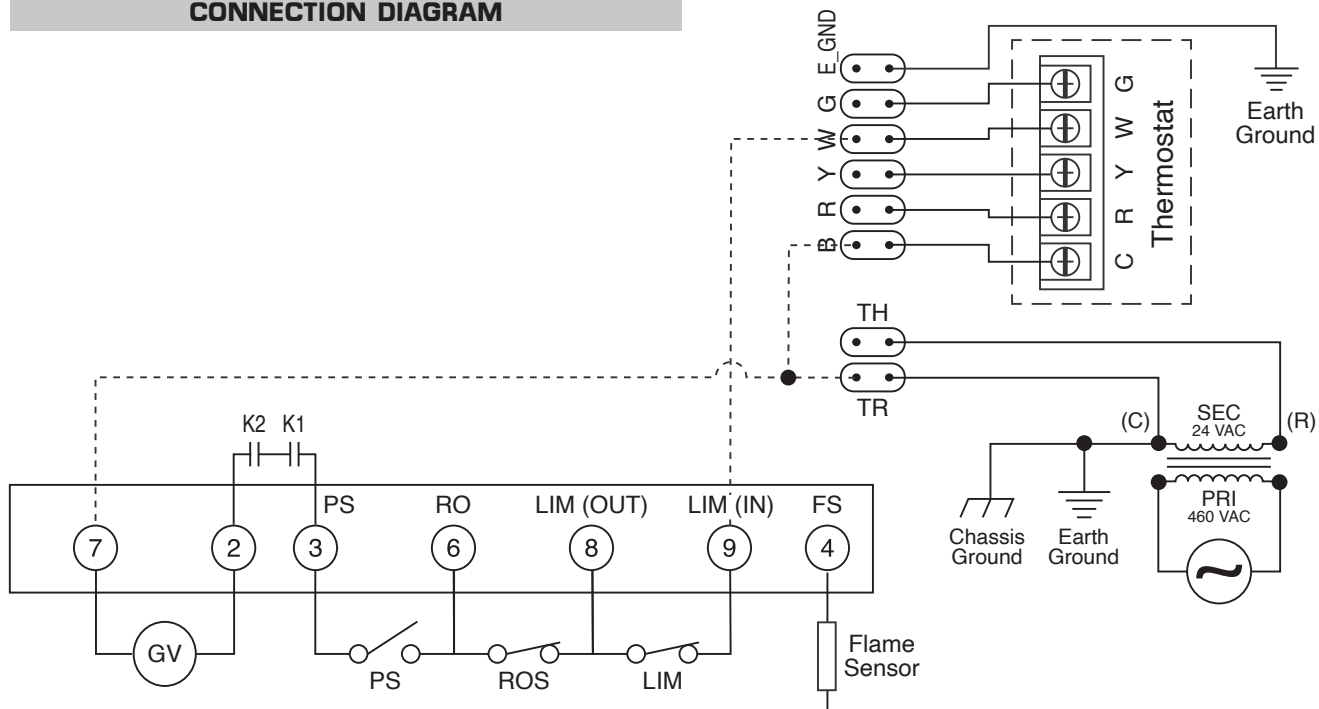 CONNECTION DIAGRAM
E_GND
G
W
Y
R
B
G
W
Y
R
C
Thermostat
Earth
Ground
TH
TR
(C)
SEC
24 VAC
(R)
PRI
460 VAC
Chassis
Ground
Earth
Ground
K2 K1
PS
RO
LIM (OUT)
LIM (IN)
FS
7
2
3
6
8
9
4
GV
PS
ROS
LIM
Flame
Sensor